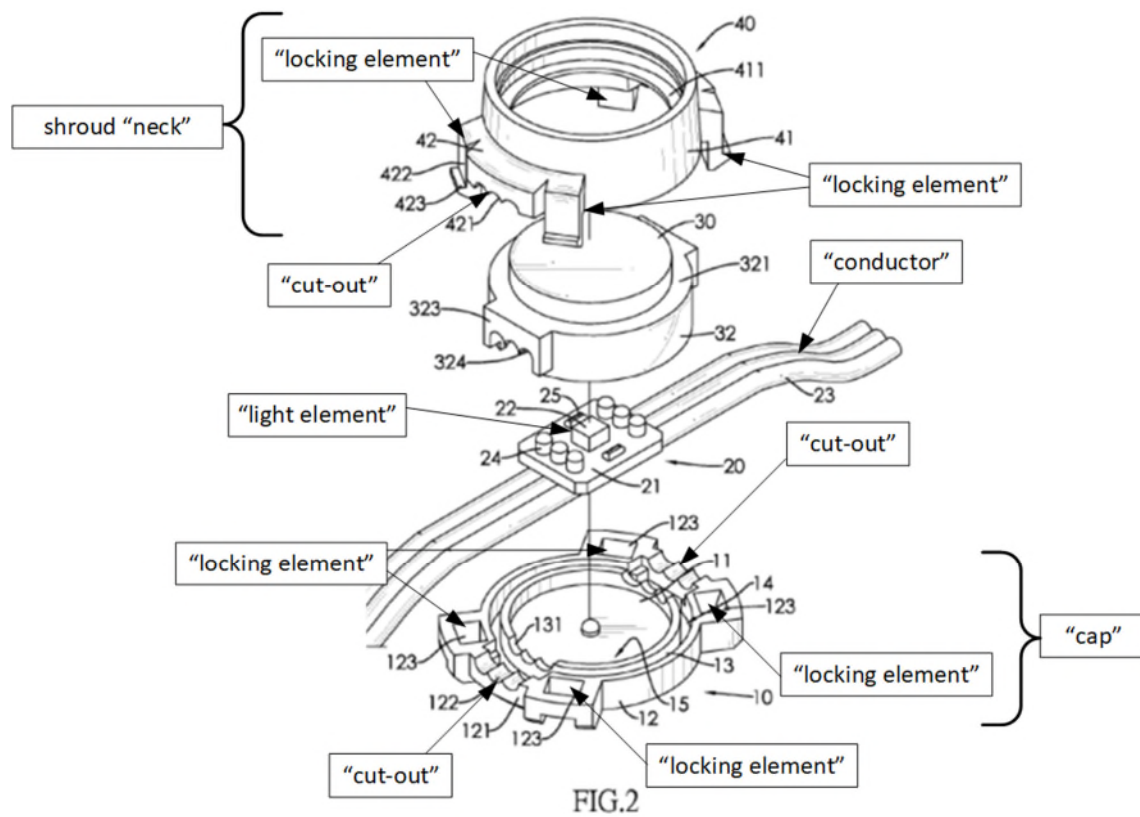 40
"locking element"
411
shroud "neck"
42
41
422
"locking element"
423
421
30
"cut-out"
321
"conductor"
323
32
324
23
25
"light element"
22
"cut-out"
24
20
21
123
"locking element"
11
14
123
131
"cap"
123
13
"locking element"
122
15
10
121
12
123
"cut-out"
"locking element"
FIG.2